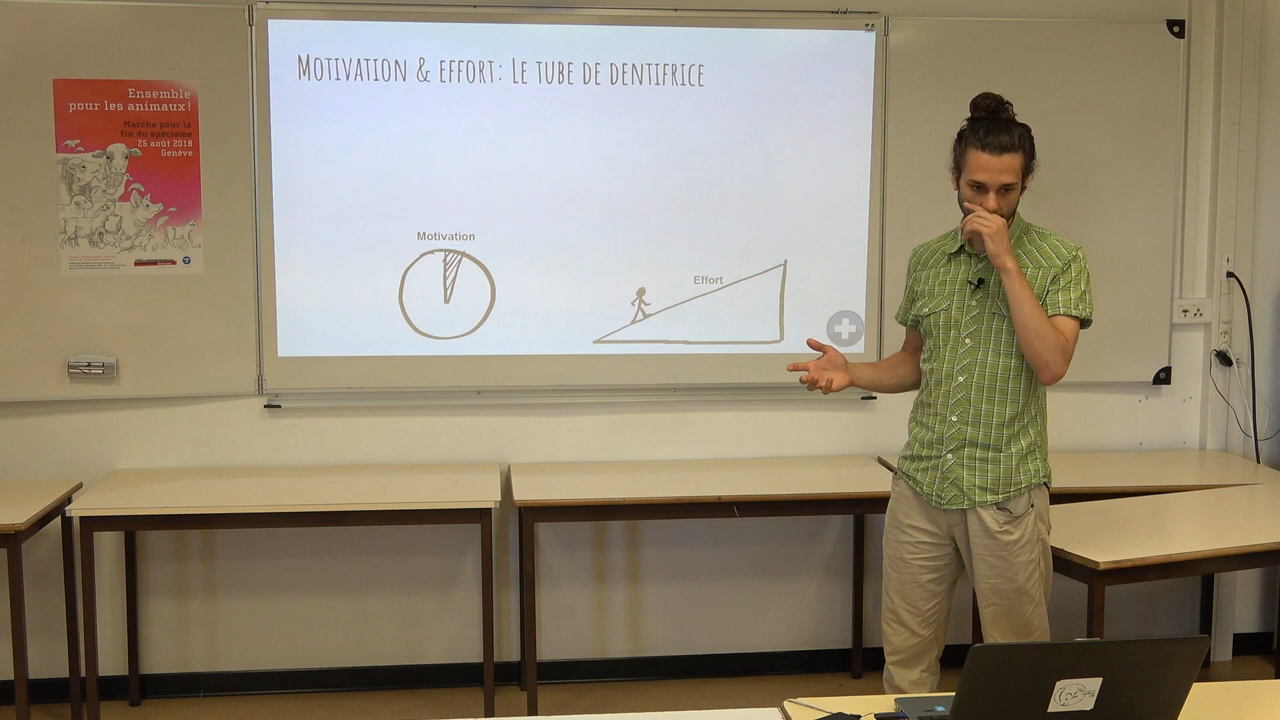 Ensemble
pour les animaux!
Marche pour la
fin du spécisme
25 août 2018
Genève
MOTIVATION & EFFORT: LE TUBE DE DENTIFRICE
Motivation
Effort